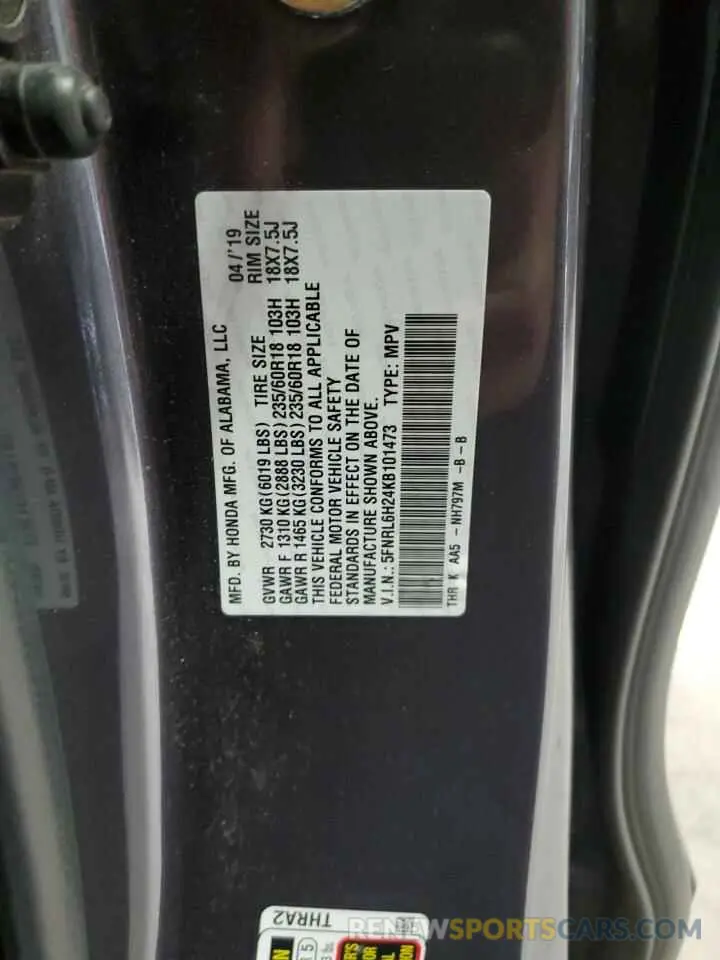 MFD. BY HONDA MFG. OF ALABAMA, LLC 04/'19
GVWR 2730 KG(6019 LBS) TIRE SIZE RIM SIZE
GAWR F 1310 KG(2888 LBS) 235/60R18 103H 18X7.5J
GAWR R 1465 KG(3230 LBS) 235/60R18 103H 18X7.5J
THIS VEHICLE CONFORMS TO ALL APPLICABLE
FEDERAL MOTOR VEHICLE SAFETY
STANDARDS IN EFFECT ON THE DATE OF
MANUFACTURE SHOWN ABOVE.
V.I.N.: 5FNRL6H24KB101473 TYPE: MPV
THR K AA5 - NH797M -B-B
THRA2
RENEWSPORTSCARS.COM